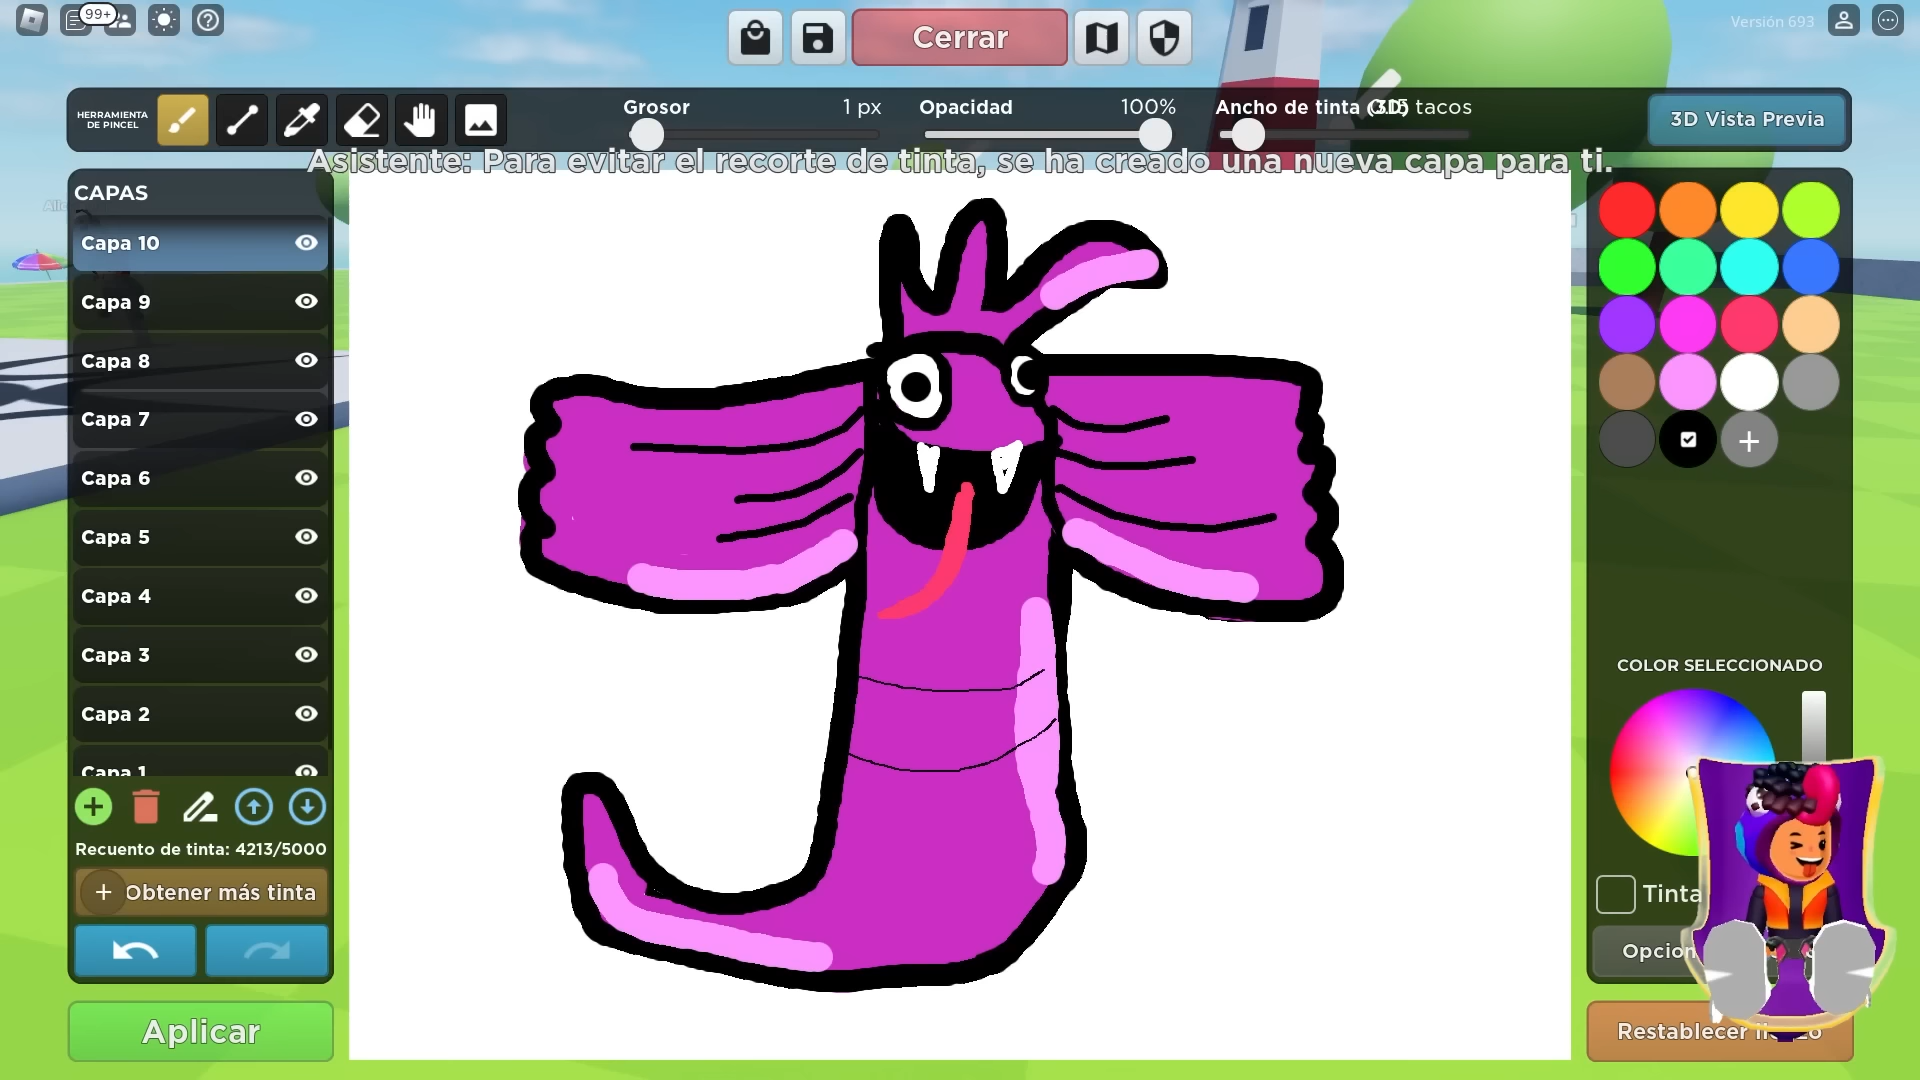 99+
Cerrar
Versión 693
HERRAMIENTA
DE PINCEL
Grosor
1 px
Opacidad
100%
Ancho de tinta (3D)
tacos
3D Vista Previa
Asistente: Para evitar el recorte de tinta, se ha creado una nueva capa para ti.
CAPAS
Capa 10
Capa 9
Capa 8
Capa 7
Capa 6
Capa 5
Capa 4
Capa 3
Capa 2
Capa 1
Recuento de tinta: 4213/5000
+ Obtener más tinta
Aplicar
COLOR SELECCIONADO
Tinta
Opcion
Restablecer